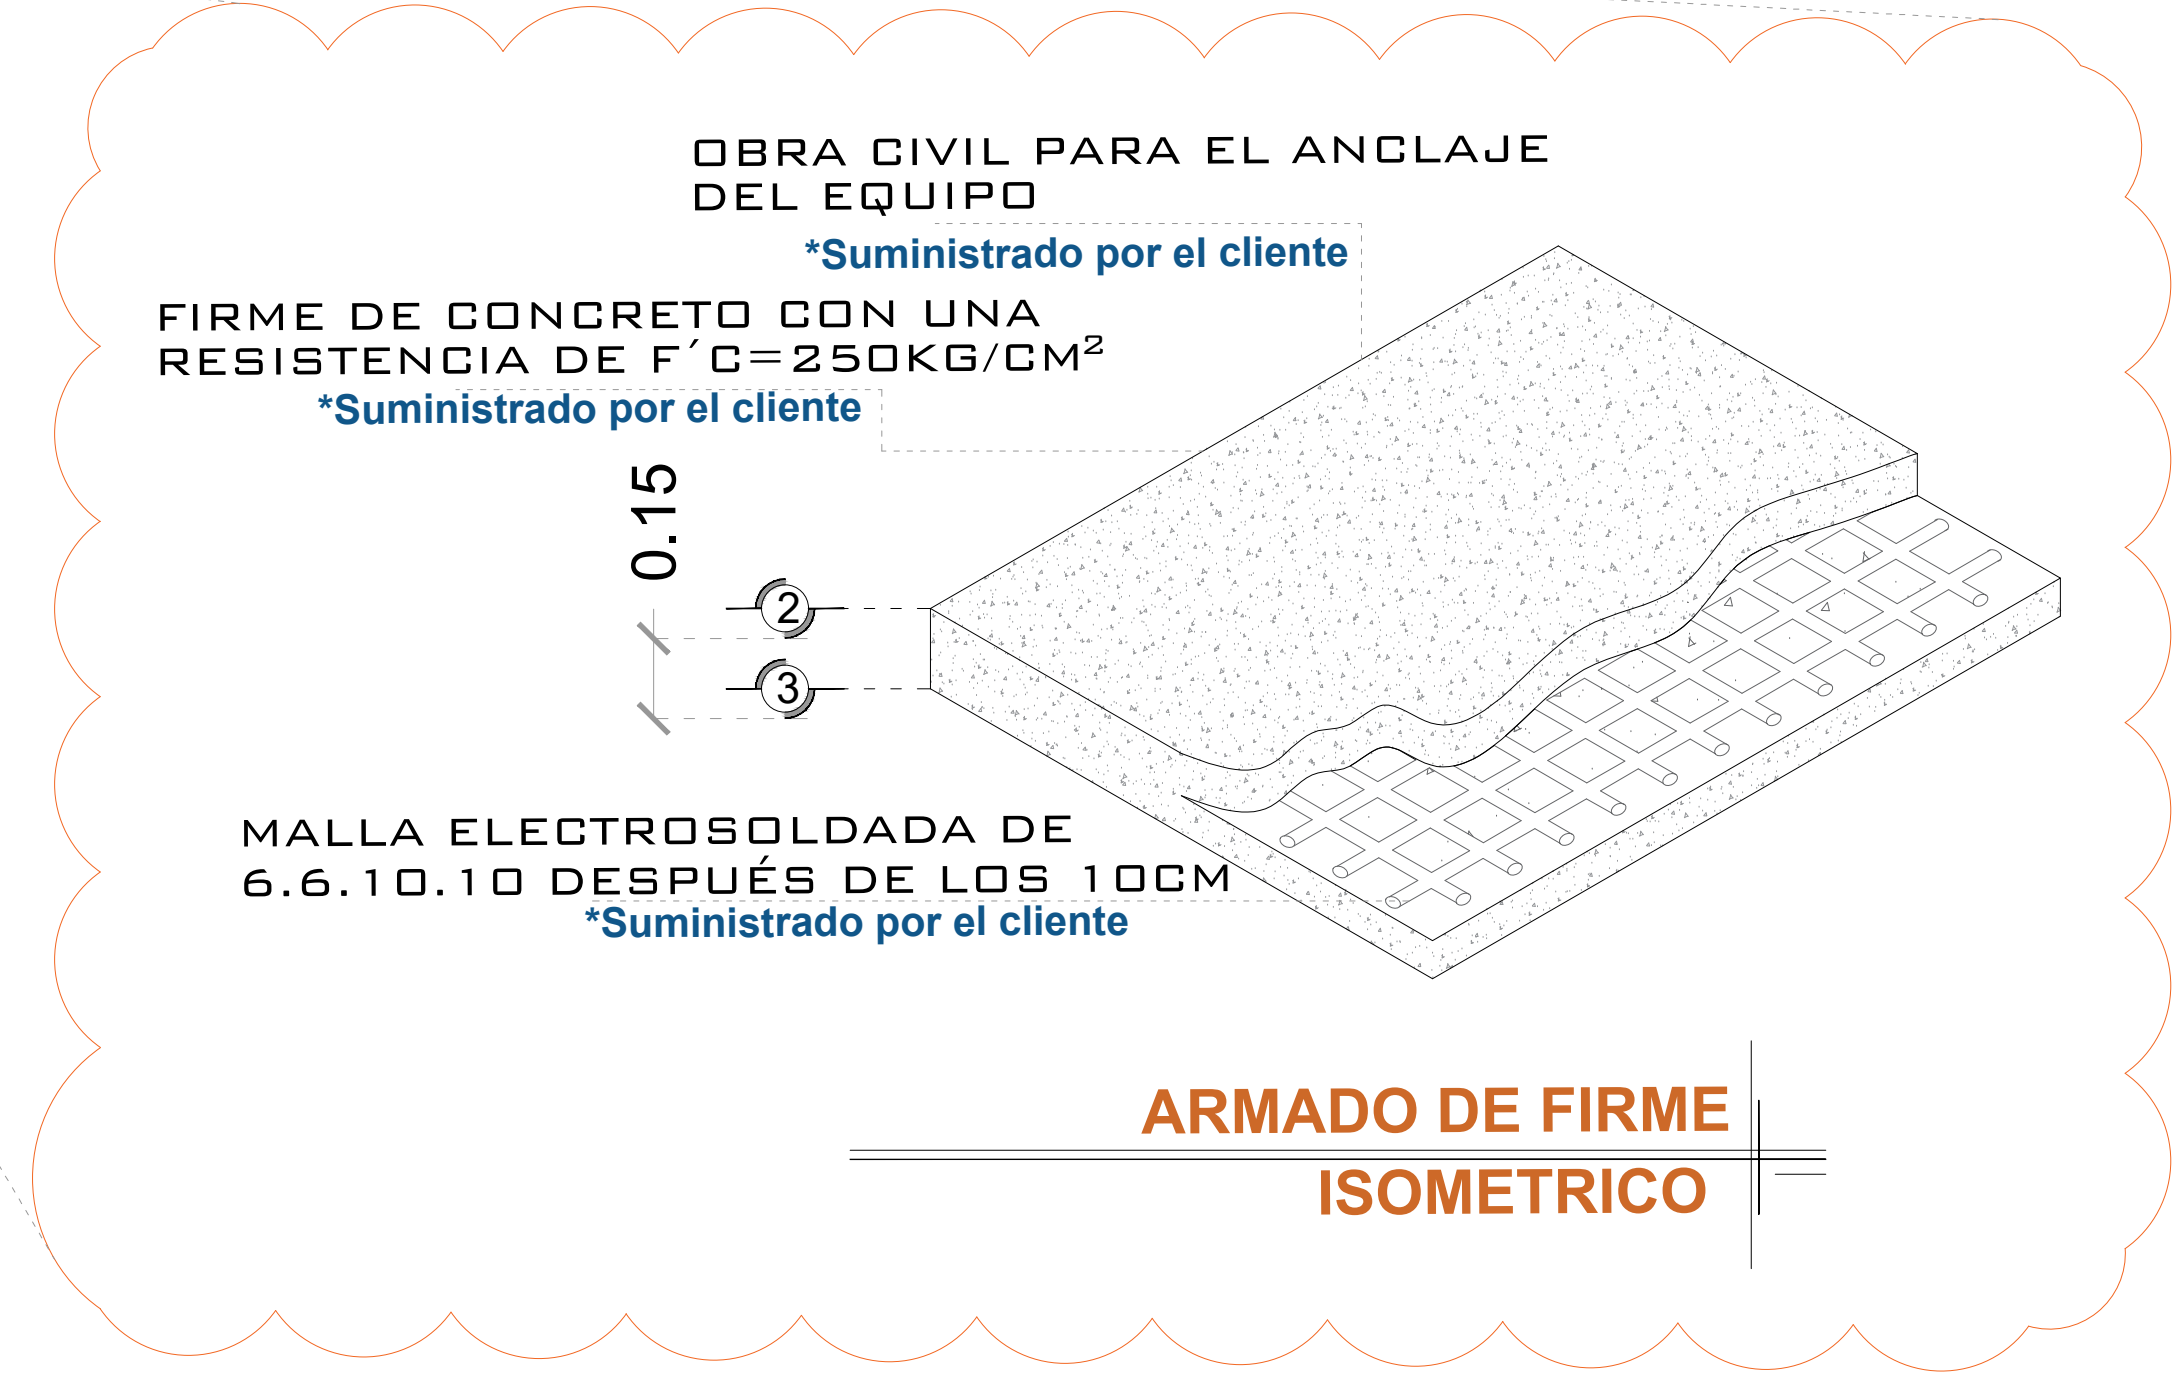 OBRA CIVIL PARA EL ANCLAJE
DEL EQUIPO
*Suministrado por el cliente
FIRME DE CONCRETO CON UNA
RESISTENCIA DE F´C=250KG/CM²
*Suministrado por el cliente
0.15
2
3
MALLA ELECTROSOLDADA DE
6.6.10.10 DESPUÉS DE LOS 10CM
*Suministrado por el cliente
ARMADO DE FIRME
ISOMETRICO